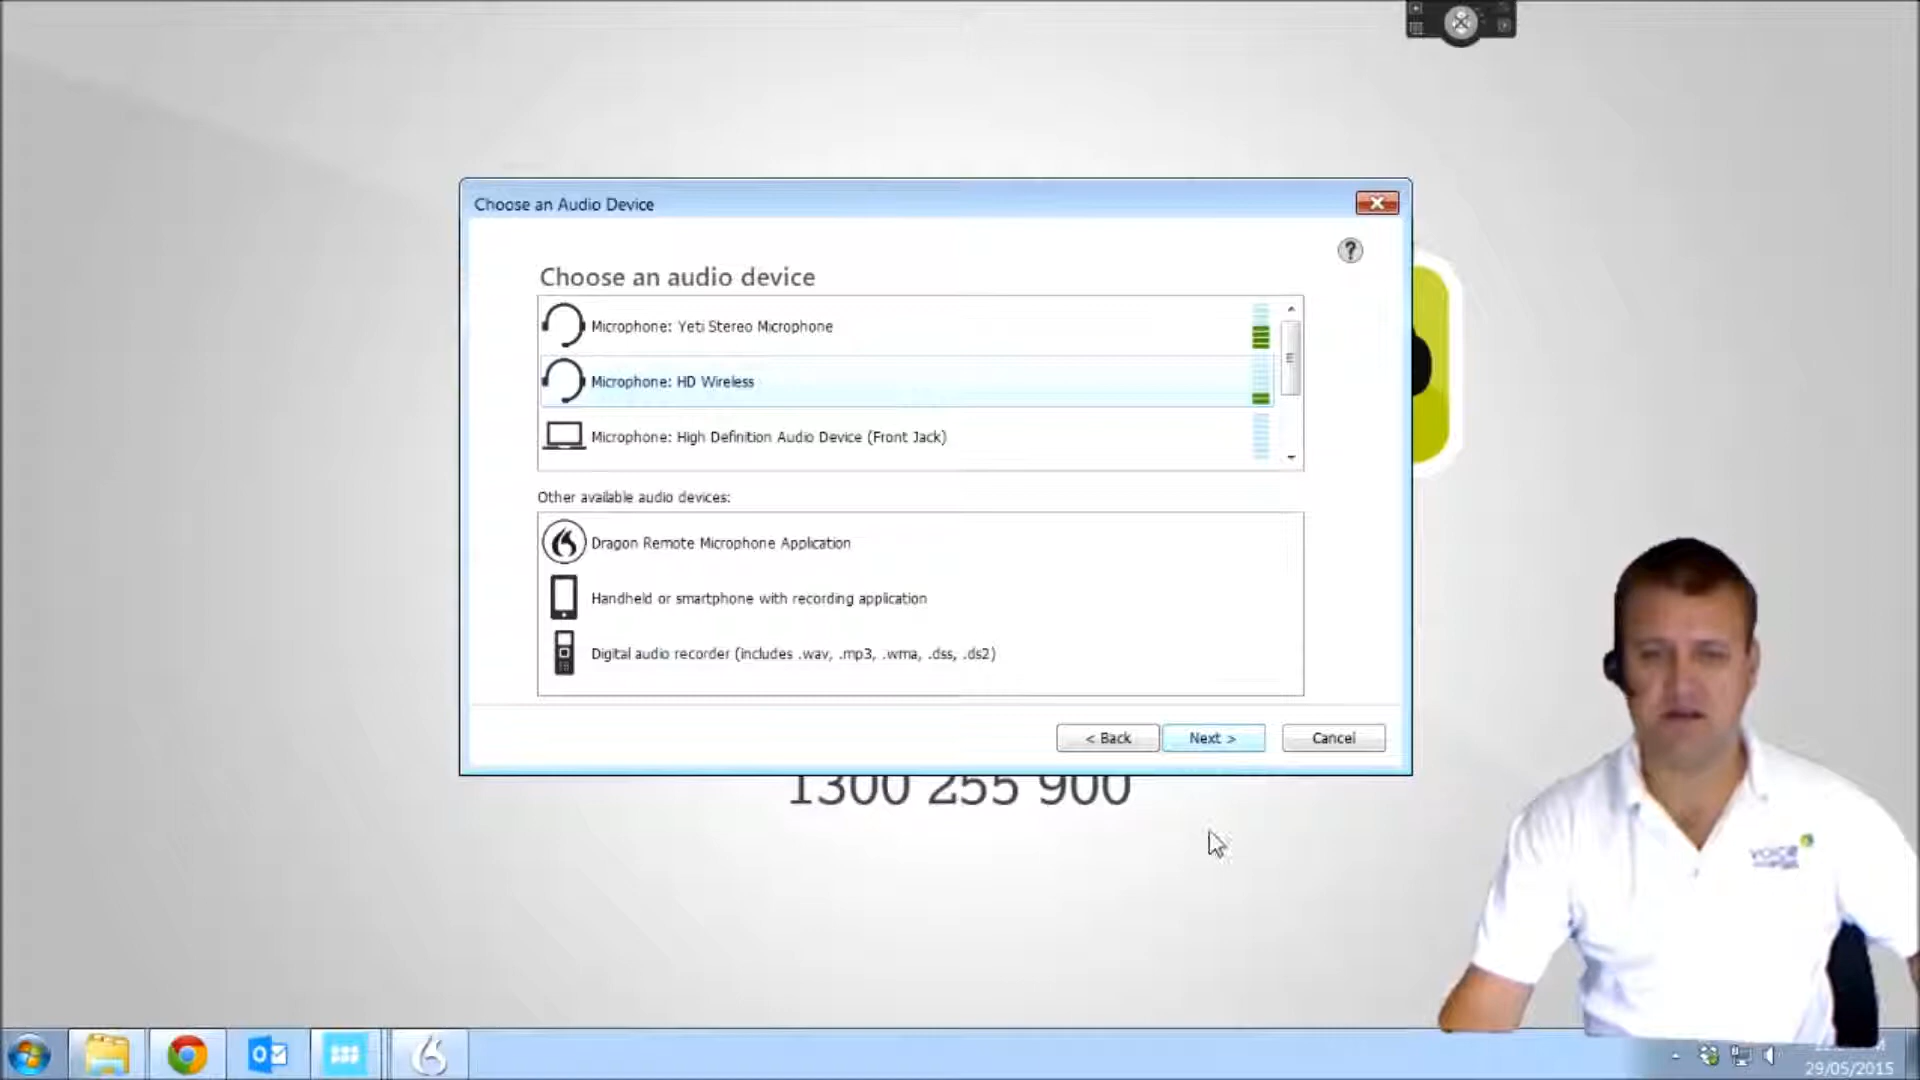 Choose an Audio Device
Choose an audio device
Microphone: Yeti Stereo Microphone
Microphone: HD Wireless
Microphone: High Definition Audio Device (Front Jack)
Other available audio devices:
Dragon Remote Microphone Application
Handheld or smartphone with recording application
Digital audio recorder (includes .wav, .mp3, .wma, .dss, .ds2)
< Back
Next >
Cancel
1300 255 900
VOICE
29/05/2015